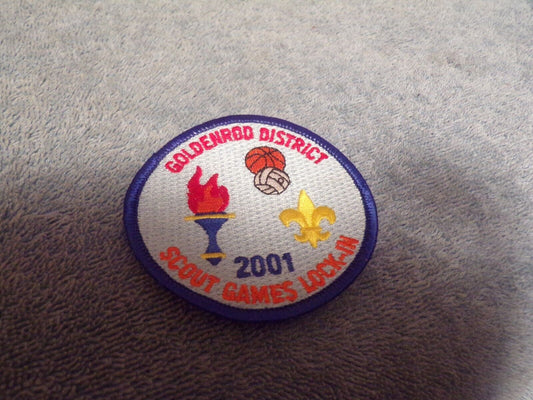 GOLDENROD DISTRICT
2001
SCOUT GAMES LOCK-IN